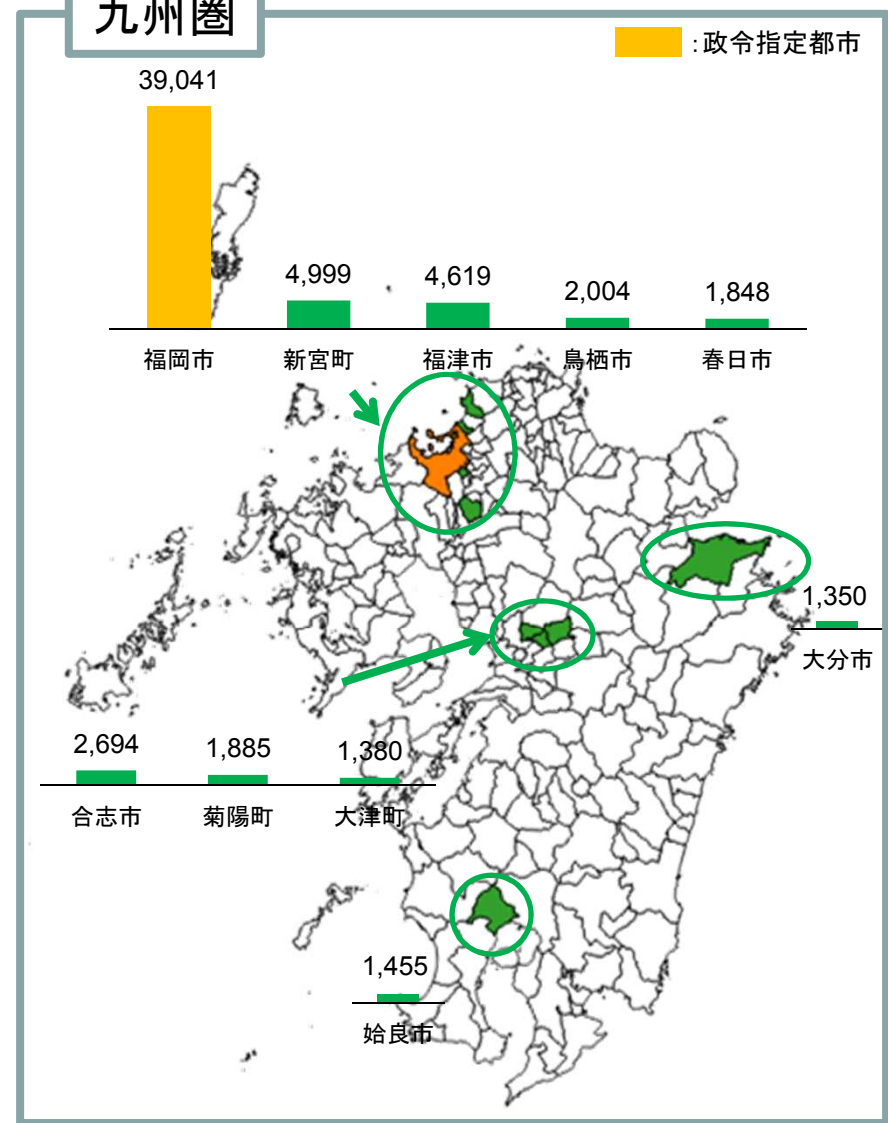 九州圏
:政令指定都市
39,041
4,999
4,619
2,004
1,848
福岡市
新宮町
福津市
鳥栖市
春日市
1,350
大分市
2,694
1,885
1,380
合志市
菊陽町
大津町
1,455
姶良市